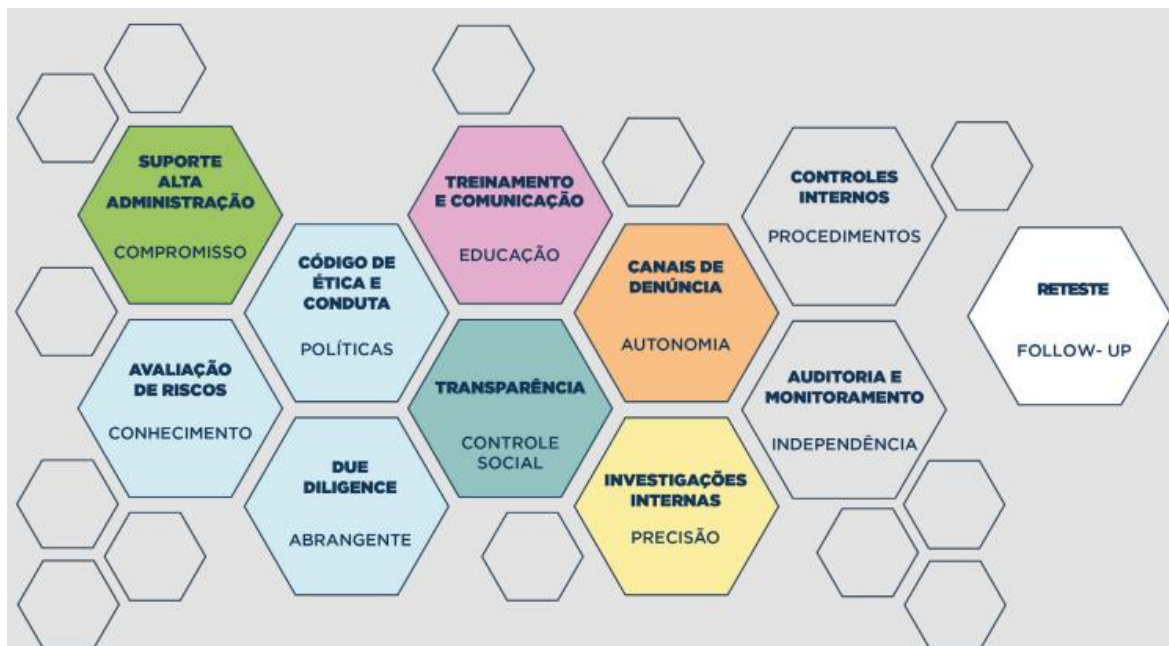 SUPORTE
ALTA
ADMINISTRAÇÃO
COMPROMISSO
AVALIAÇÃO
DE RISCOS
CONHECIMENTO
CÓDIGO DE
ÉTICA E
CONDUTA
POLÍTICAS
DUE
DILIGENCE
ABRANGENTE
TREINAMENTO
E COMUNICAÇÃO
EDUCAÇÃO
TRANSPARÊNCIA
CONTROLE
SOCIAL
CANAIS DE
DENÚNCIA
AUTONOMIA
INVESTIGAÇÕES
INTERNAS
PRECISÃO
CONTROLES
INTERNOS
PROCEDIMENTOS
AUDITORIA E
MONITORAMENTO
INDEPENDÊNCIA
RETESTE
FOLLOW- UP